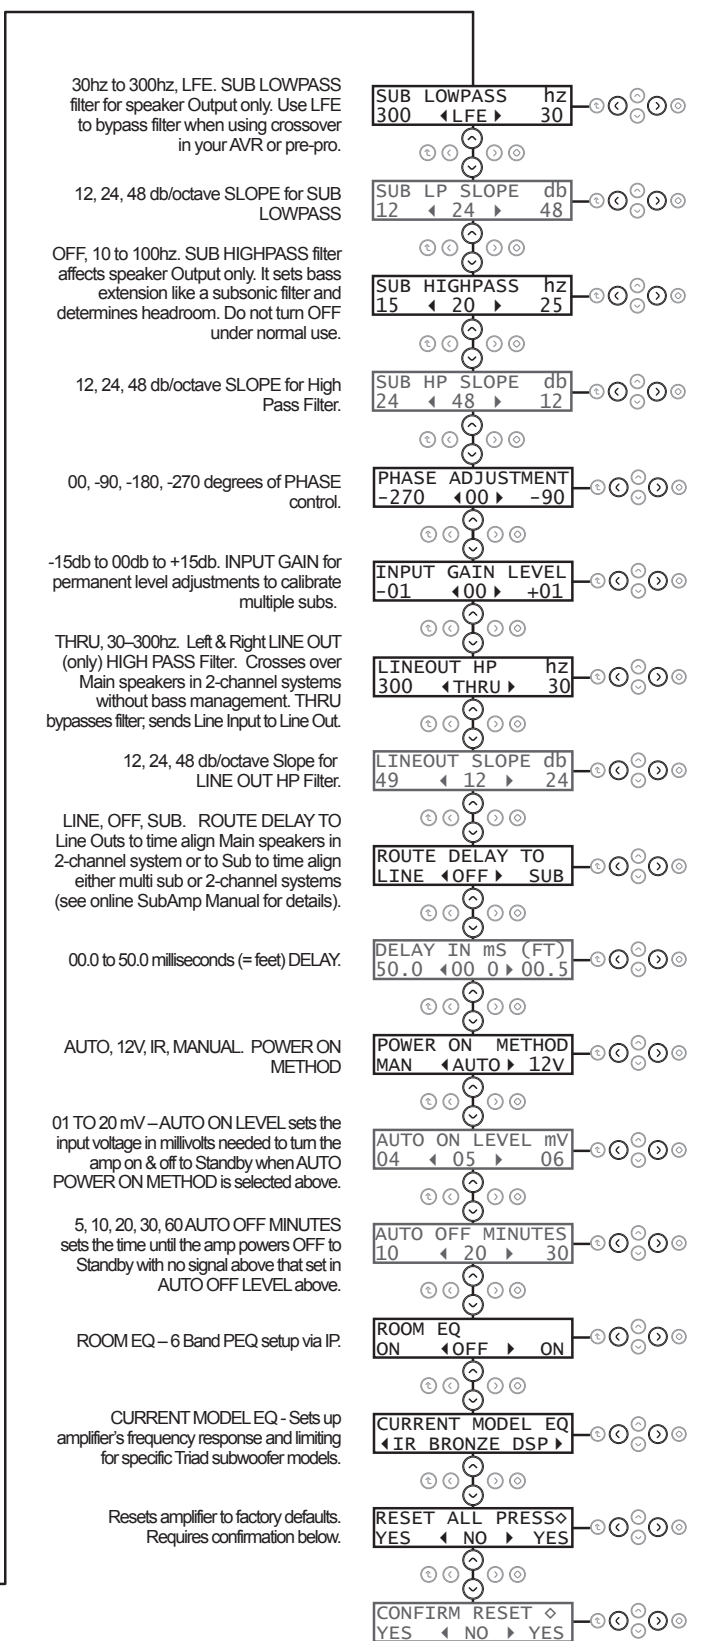 30hz to 300hz, LFE. SUB LOWPASS
filter for speaker Output only. Use LFE
to bypass filter when using crossover
in your AVR or pre-pro.
SUB LOWPASS hz
300 LFE 30
12, 24, 48 db/octave SLOPE for SUB
LOWPASS
SUB LP SLOPE db
12 24 48
OFF, 10 to 100hz. SUB HIGHPASS filter
affects speaker Output only. It sets bass
extension like a subsonic filter and
determines headroom. Do not turn OFF
under normal use.
SUB HIGHPASS hz
15 20 25
12, 24, 48 db/octave SLOPE for High
Pass Filter.
SUB HP SLOPE db
24 48 12
00, -90, -180, -270 degrees of PHASE
control.
PHASE ADJUSTMENT
-270 00 -90
-15db to 00db to +15db. INPUT GAIN for
permanent level adjustments to calibrate
multiple subs.
INPUT GAIN LEVEL
-01 00 +01
THRU, 30–300hz. Left & Right LINE OUT
(only) HIGH PASS Filter. Crosses over
Main speakers in 2-channel systems
without bass management. THRU
bypasses filter; sends Line Input to Line Out.
LINEOUT HP hz
300 THRU 30
12, 24, 48 db/octave Slope for
LINE OUT HP Filter.
LINEOUT SLOPE db
49 12 24
LINE, OFF, SUB. ROUTE DELAY TO
Line Outs to time align Main speakers in
2-channel system or to Sub to time align
either multi sub or 2-channel systems
(see online SubAmp Manual for details).
ROUTE DELAY TO
LINE OFF SUB
00.0 to 50.0 milliseconds (= feet) DELAY.
DELAY IN mS (FT)
50.0 00 0 00.5
AUTO, 12V, IR, MANUAL. POWER ON
METHOD
POWER ON METHOD
MAN AUTO 12V
01 TO 20 mV – AUTO ON LEVEL sets the
input voltage in millivolts needed to turn the
amp on & off to Standby when AUTO
POWER ON METHOD is selected above.
AUTO ON LEVEL mV
04 05 06
5, 10, 20, 30, 60 AUTO OFF MINUTES
sets the time until the amp powers OFF to
Standby with no signal above that set in
AUTO OFF LEVEL above.
AUTO OFF MINUTES
10 20 30
ROOM EQ – 6 Band PEQ setup via IP.
ROOM EQ
ON OFF ON
CURRENT MODEL EQ - Sets up
amplifier's frequency response and limiting
for specific Triad subwoofer models.
CURRENT MODEL EQ
IR BRONZE DSP
Resets amplifier to factory defaults.
Requires confirmation below.
RESET ALL PRESS◇
YES NO YES
CONFIRM RESET ◇
YES NO YES